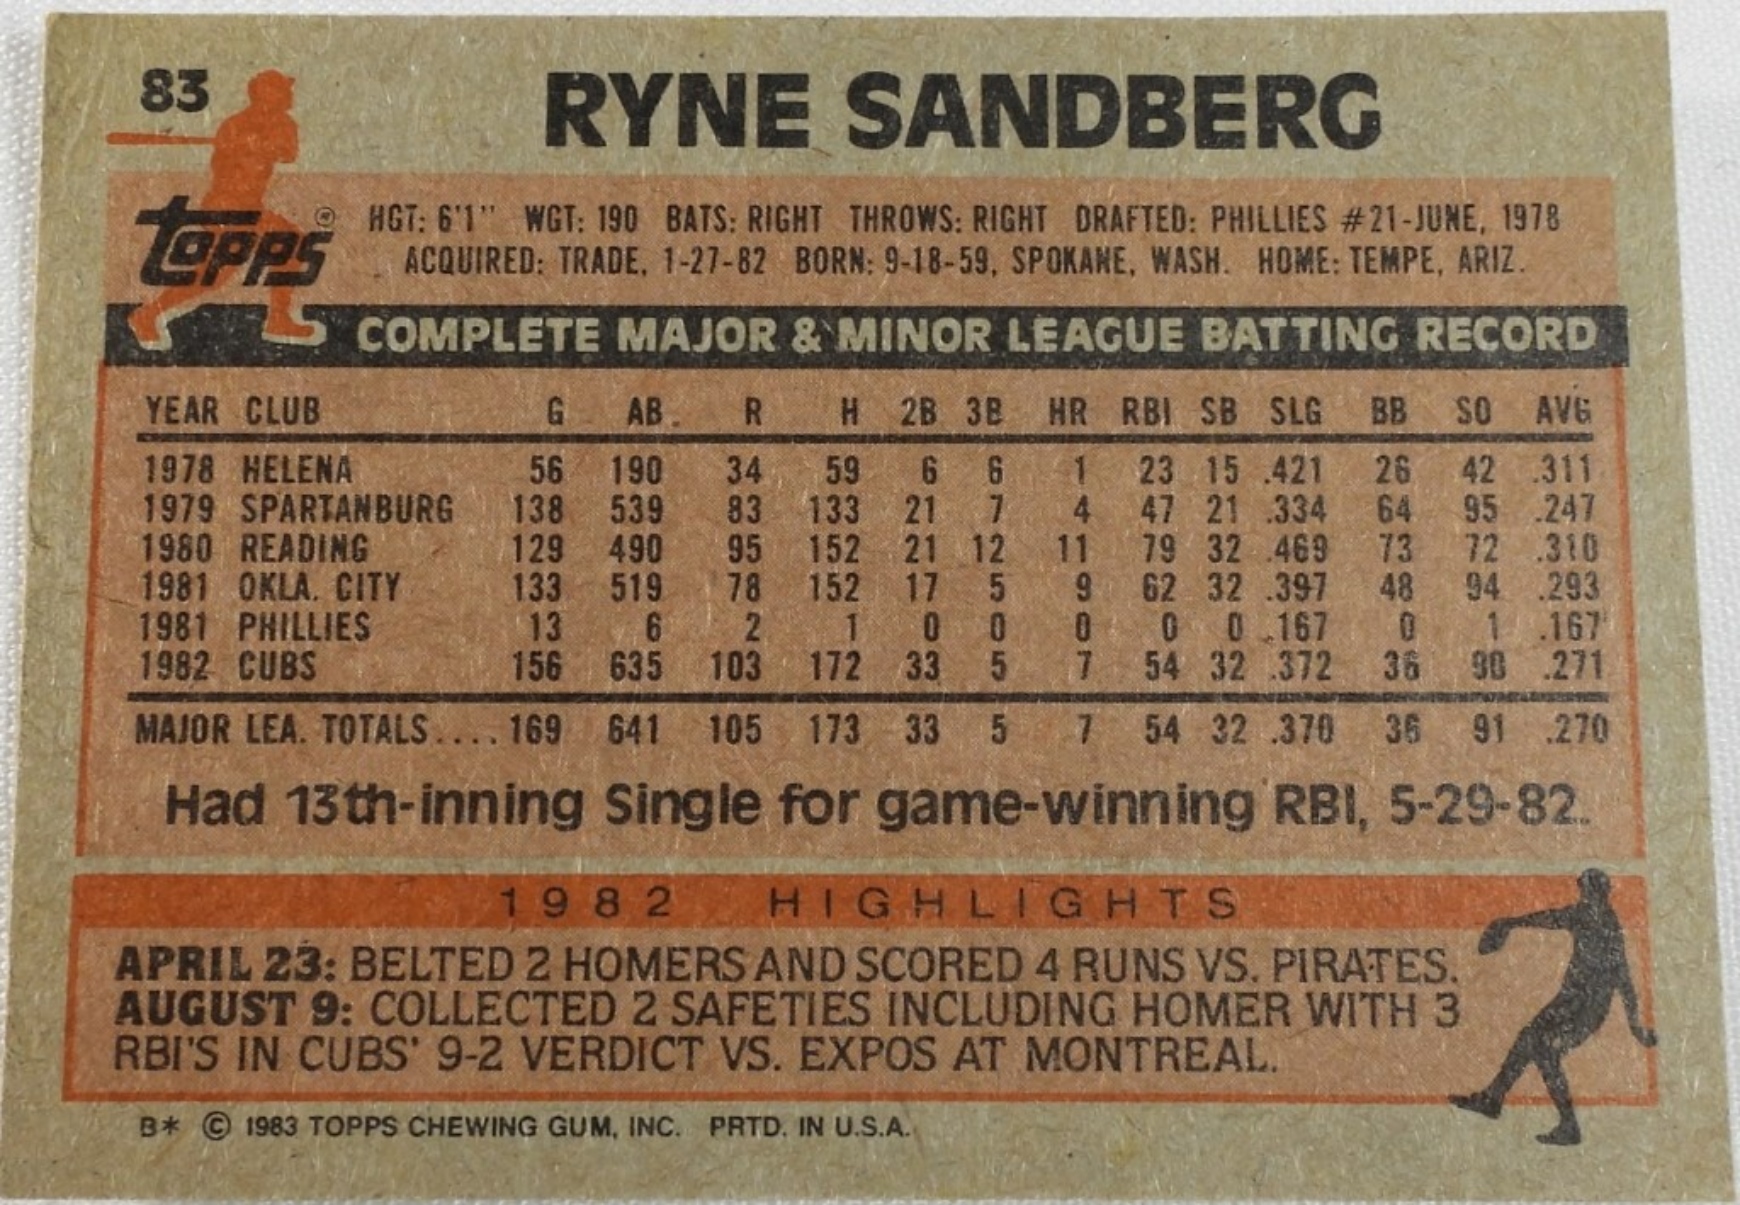 83
RYNE SANDBERG
topps®
HGT: 6'1" WGT: 190 BATS: RIGHT THROWS: RIGHT DRAFTED: PHILLIES #21-JUNE, 1978
ACQUIRED: TRADE, 1-27-82 BORN: 9-18-59, SPOKANE, WASH. HOME: TEMPE, ARIZ.
COMPLETE MAJOR & MINOR LEAGUE BATTING RECORD
YEAR CLUB G AB R H 2B 3B HR RBI SB SLG BB SO AVG
1978 HELENA 56 190 34 59 6 6 1 23 15 .421 26 42 .311
1979 SPARTANBURG 138 539 83 133 21 7 4 47 21 .334 64 95 .247
1980 READING 129 490 95 152 21 12 11 79 32 .469 73 72 .310
1981 OKLA. CITY 133 519 78 152 17 5 9 62 32 .397 48 94 .293
1981 PHILLIES 13 6 2 1 0 0 0 0 0 .167 0 1 .167
1982 CUBS 156 635 103 172 33 5 7 54 32 .372 36 90 .271
MAJOR LEA. TOTALS.... 169 641 105 173 33 5 7 54 32 .370 36 91 .270
Had 13th-inning Single for game-winning RBI, 5-29-82.
1982 HIGHLIGHTS
APRIL 23: BELTED 2 HOMERS AND SCORED 4 RUNS VS. PIRATES.
AUGUST 9: COLLECTED 2 SAFETIES INCLUDING HOMER WITH 3
RBI'S IN CUBS' 9-2 VERDICT VS. EXPOS AT MONTREAL.
B* © 1983 TOPPS CHEWING GUM, INC. PRTD. IN U.S.A.